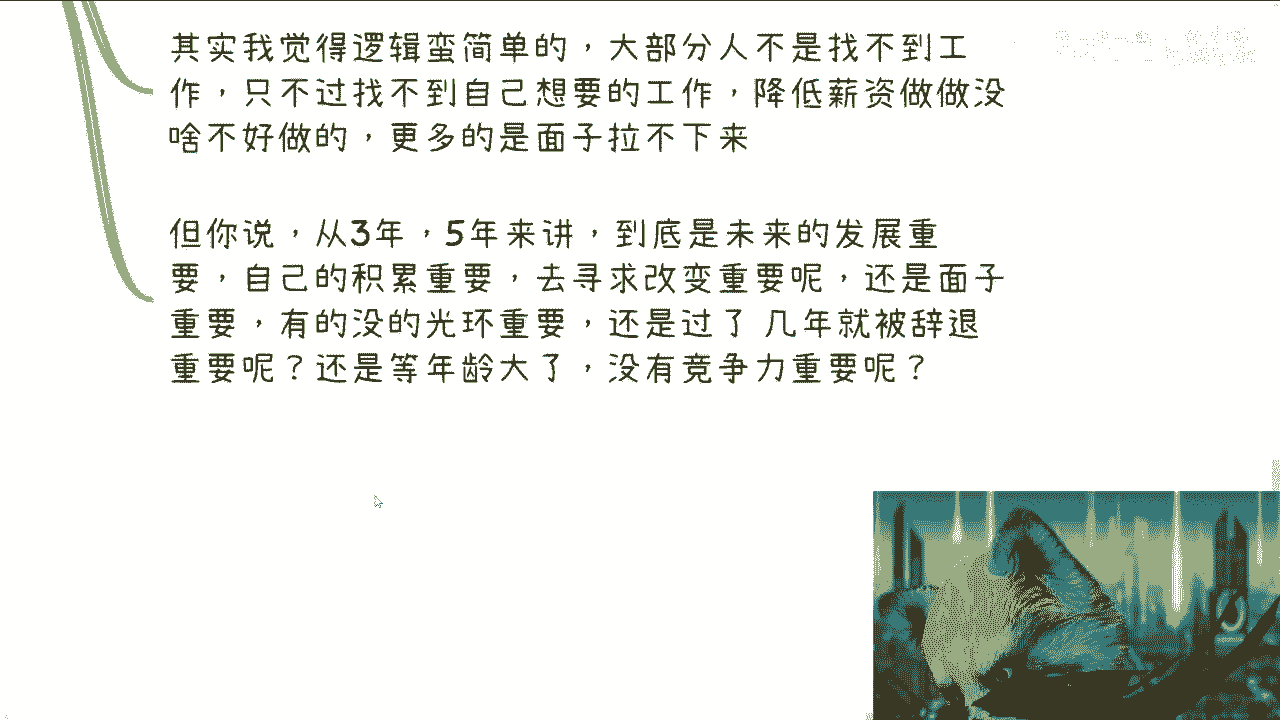 其实我觉得逻辑蛮简单的，大部分人不是找不到工
作，只不过找不到自己想要的工作，降低薪资做做没
啥不好做的，更多的是面子拉不下来
但你说，从3年，5年来讲，到底是未来的发展重
要，自己的积累重要，去寻求改变重要呢，还是面子
重要，有的没的光环重要，还是过了 几年就被辞退
重要呢？还是等年龄大了，没有竞争力重要呢？